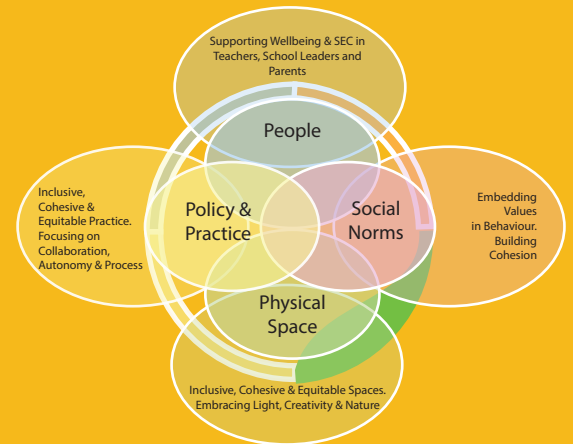 Supporting Wellbeing & SEC in
Teachers, School Leaders and
Parents
People
Inclusive,
Cohesive &
Equitable Practice.
Focusing on
Collaboration,
Autonomy & Process
Policy &
Practice
Social
Norms
Embedding
Values
in Behaviour.
Building
Cohesion
Physical
Space
Inclusive, Cohesive & Equitable Spaces.
Embracing Light, Creativity & Nature